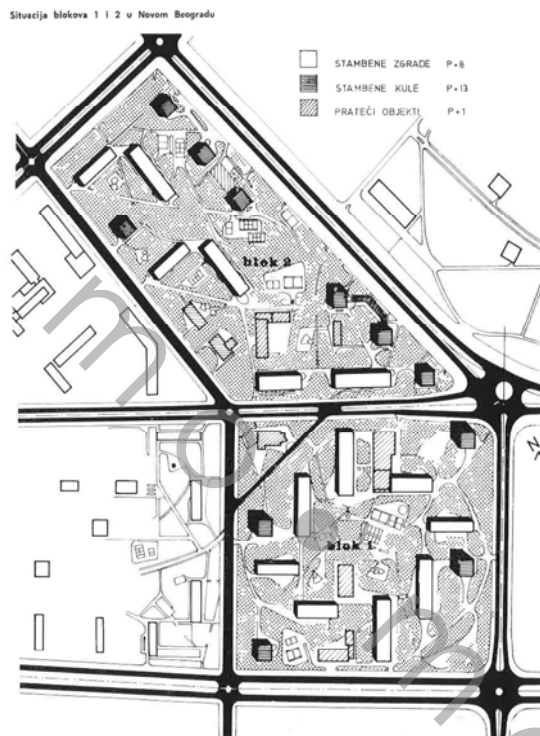 Situacija blokova 1 i 2 u Novom Beogradu
STAMBENE ZGRADE P+8
STAMBENE KULE P+13
PRATEĆI OBJEKTI P+1
blok 2
blok 1
N